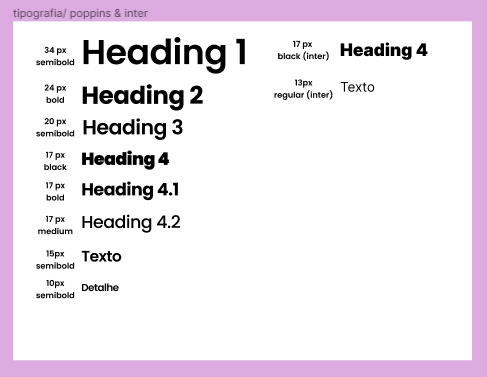 tipografia/ poppins & inter
34 px
semibold
Heading 1
24 px
bold
Heading 2
20 px
semibold
Heading 3
17 px
black
Heading 4
17 px
bold
Heading 4.1
17 px
medium
Heading 4.2
15px
semibold
Texto
10px
semibold
Detalhe
17 px
black (inter)
Heading 4
13px
regular (inter)
Texto